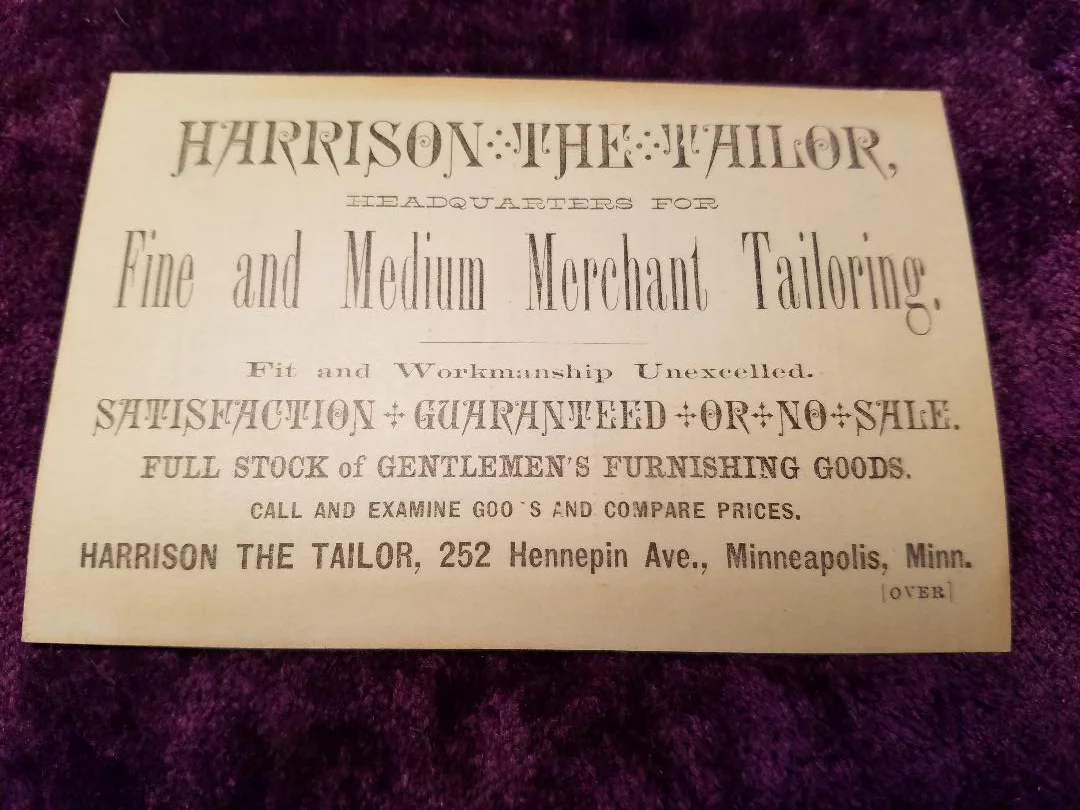 HARRISON THE TAILOR,
HEADQUARTERS FOR
Fine and Medium Merchant Tailoring.
Fit and Workmanship Unexcelled.
SATISFACTION GUARANTEED OR NO SALE.
FULL STOCK of GENTLEMEN'S FURNISHING GOODS.
CALL AND EXAMINE GOO'S AND COMPARE PRICES.
HARRISON THE TAILOR, 252 Hennepin Ave., Minneapolis, Minn.
[OVER]